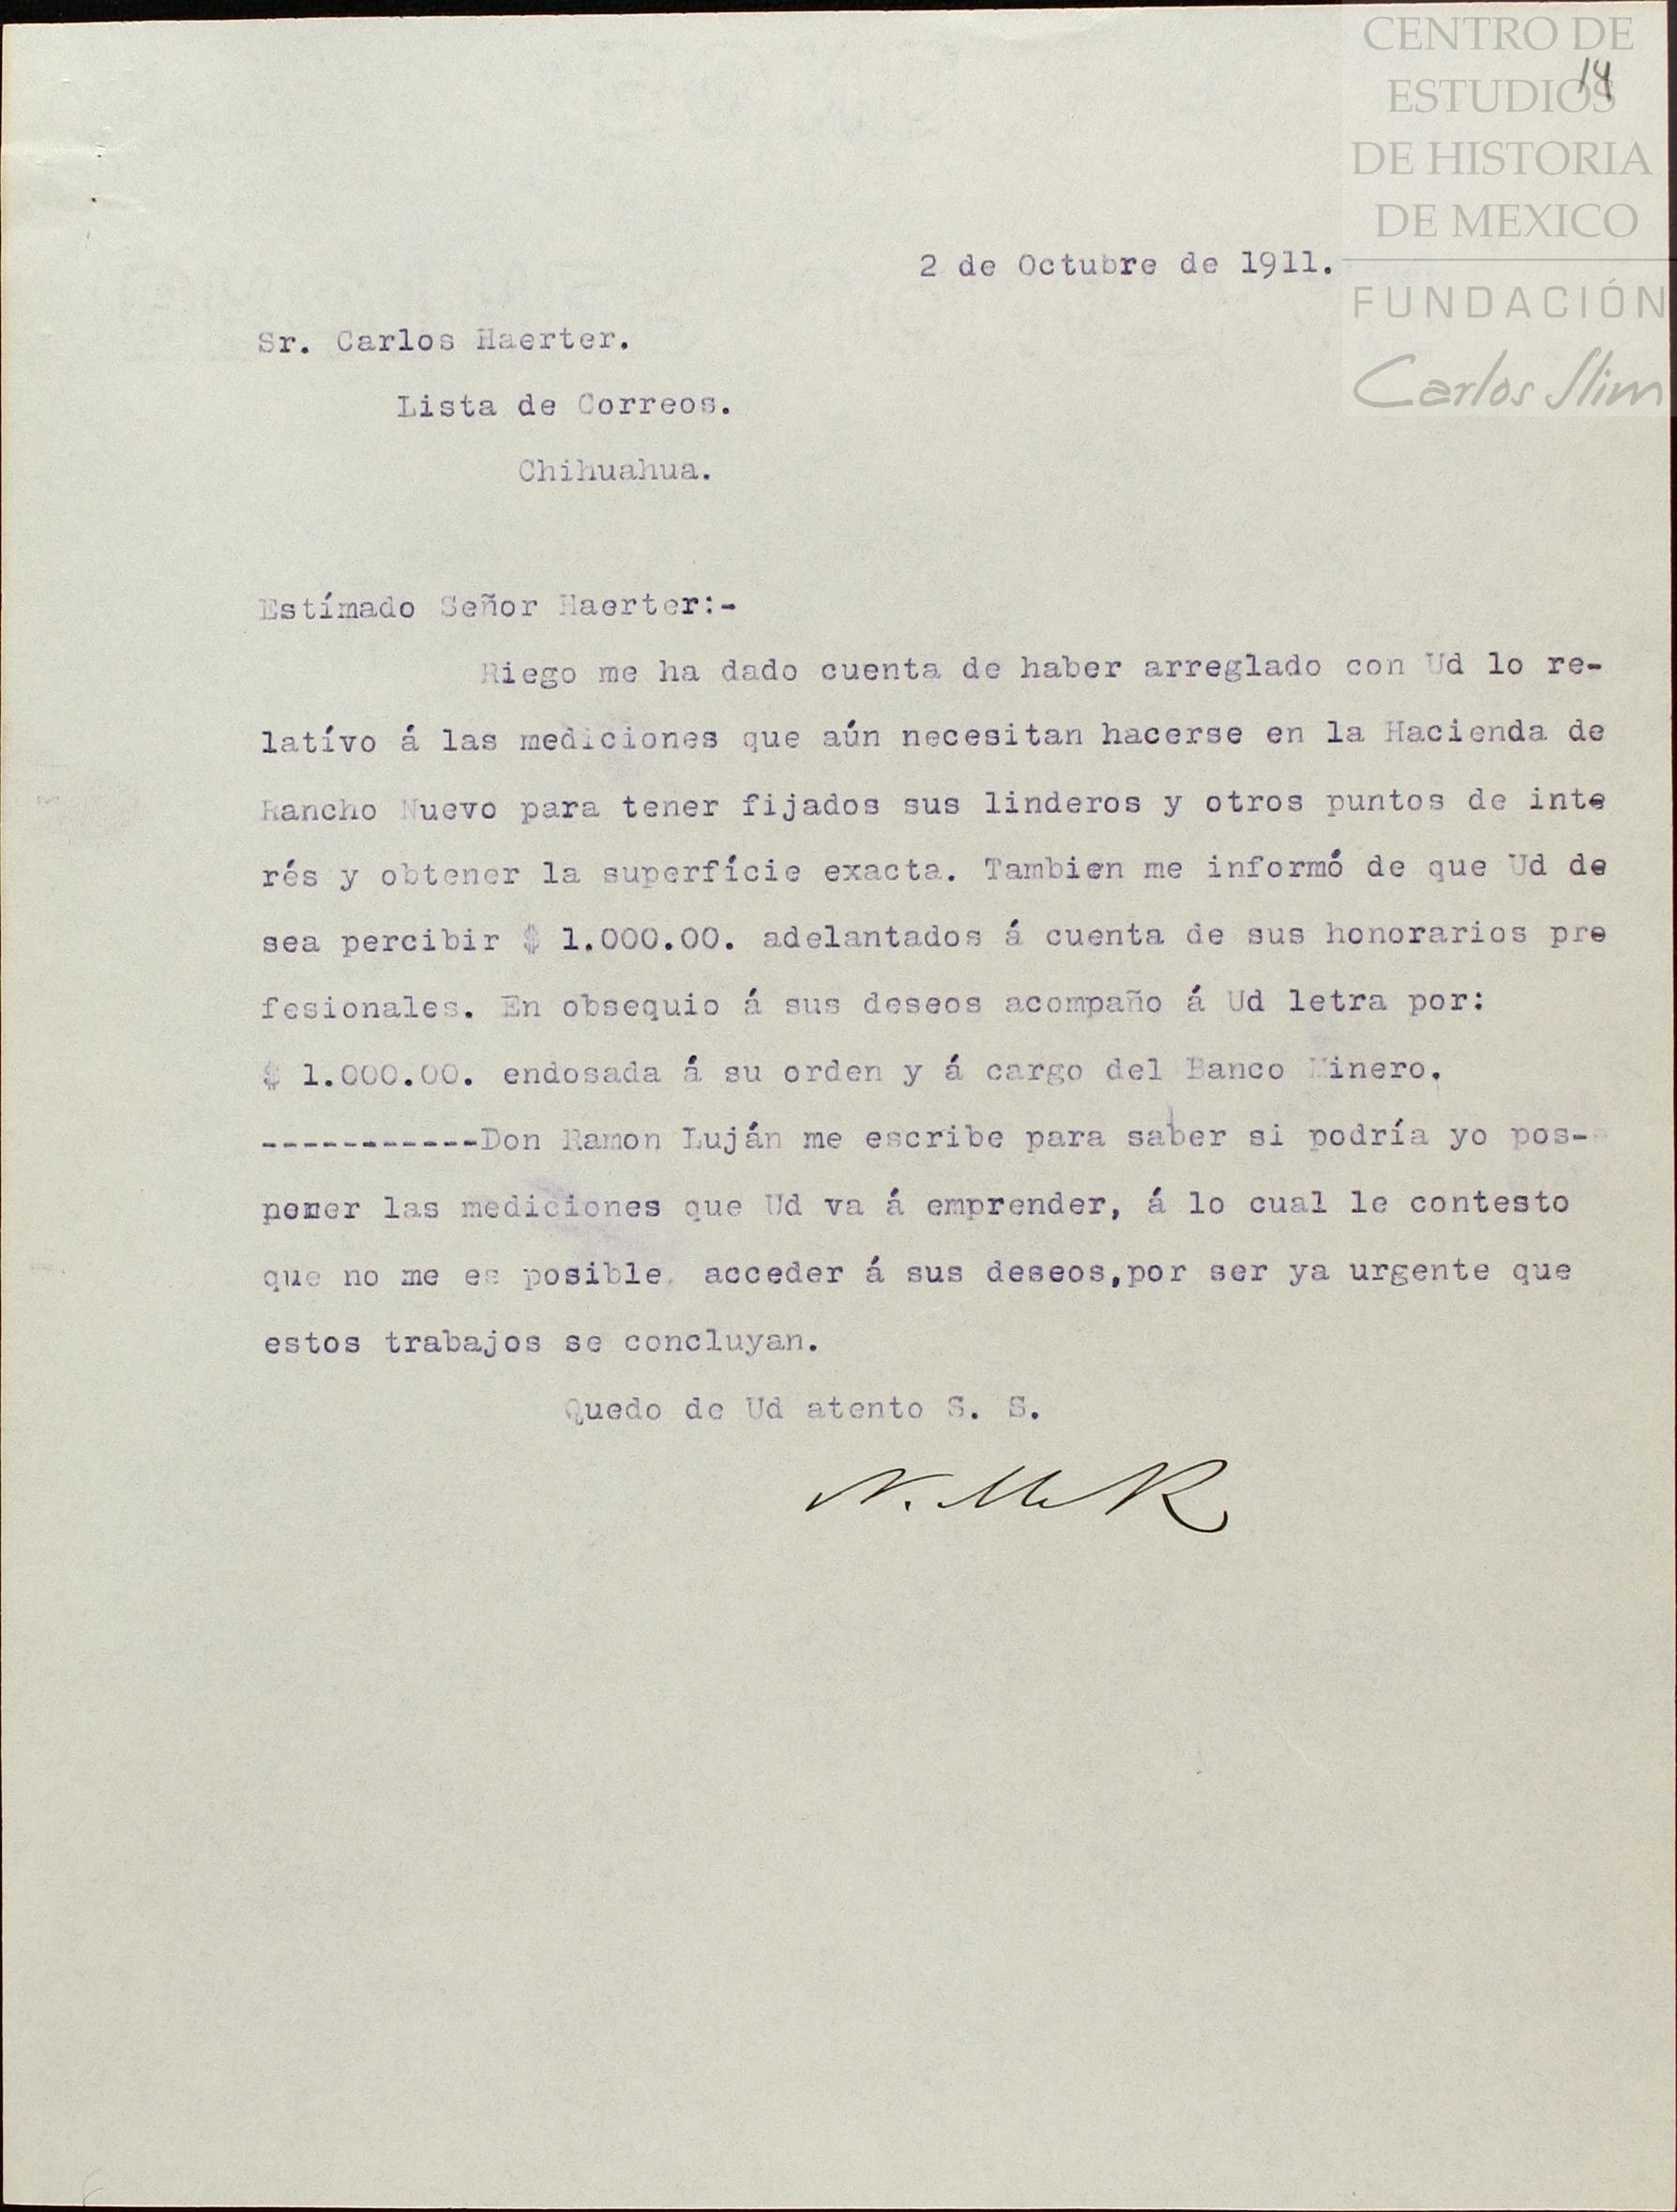 CENTRO DE
ESTUDIOS
DE HISTORIA
DE MEXICO
FUNDACIÓN
Carlos Slim
14
2 de Octubre de 1911.
Sr. Carlos Haerter.
Lista de Correos.
Chihuahua.
Estímado Señor Haerter:-
Riego me ha dado cuenta de haber arreglado con Ud lo re-
latívo á las mediciones que aún necesitan hacerse en la Hacienda de
Rancho Nuevo para tener fijados sus linderos y otros puntos de inte
rés y obtener la superfície exacta. Tambien me informó de que Ud de
sea percibir $ 1.000.00. adelantados á cuenta de sus honorarios pro
fesionales. En obsequio á sus deseos acompaño á Ud letra por:
$ 1.000.00. endosada á su orden y á cargo del Banco Minero.
-----------Don Ramon Luján me escribe para saber si podría yo pos-
poner las mediciones que Ud va á emprender, á lo cual le contesto
que no me es posible, acceder á sus deseos,por ser ya urgente que
estos trabajos se concluyan.
Quedo de Ud atento S. S.